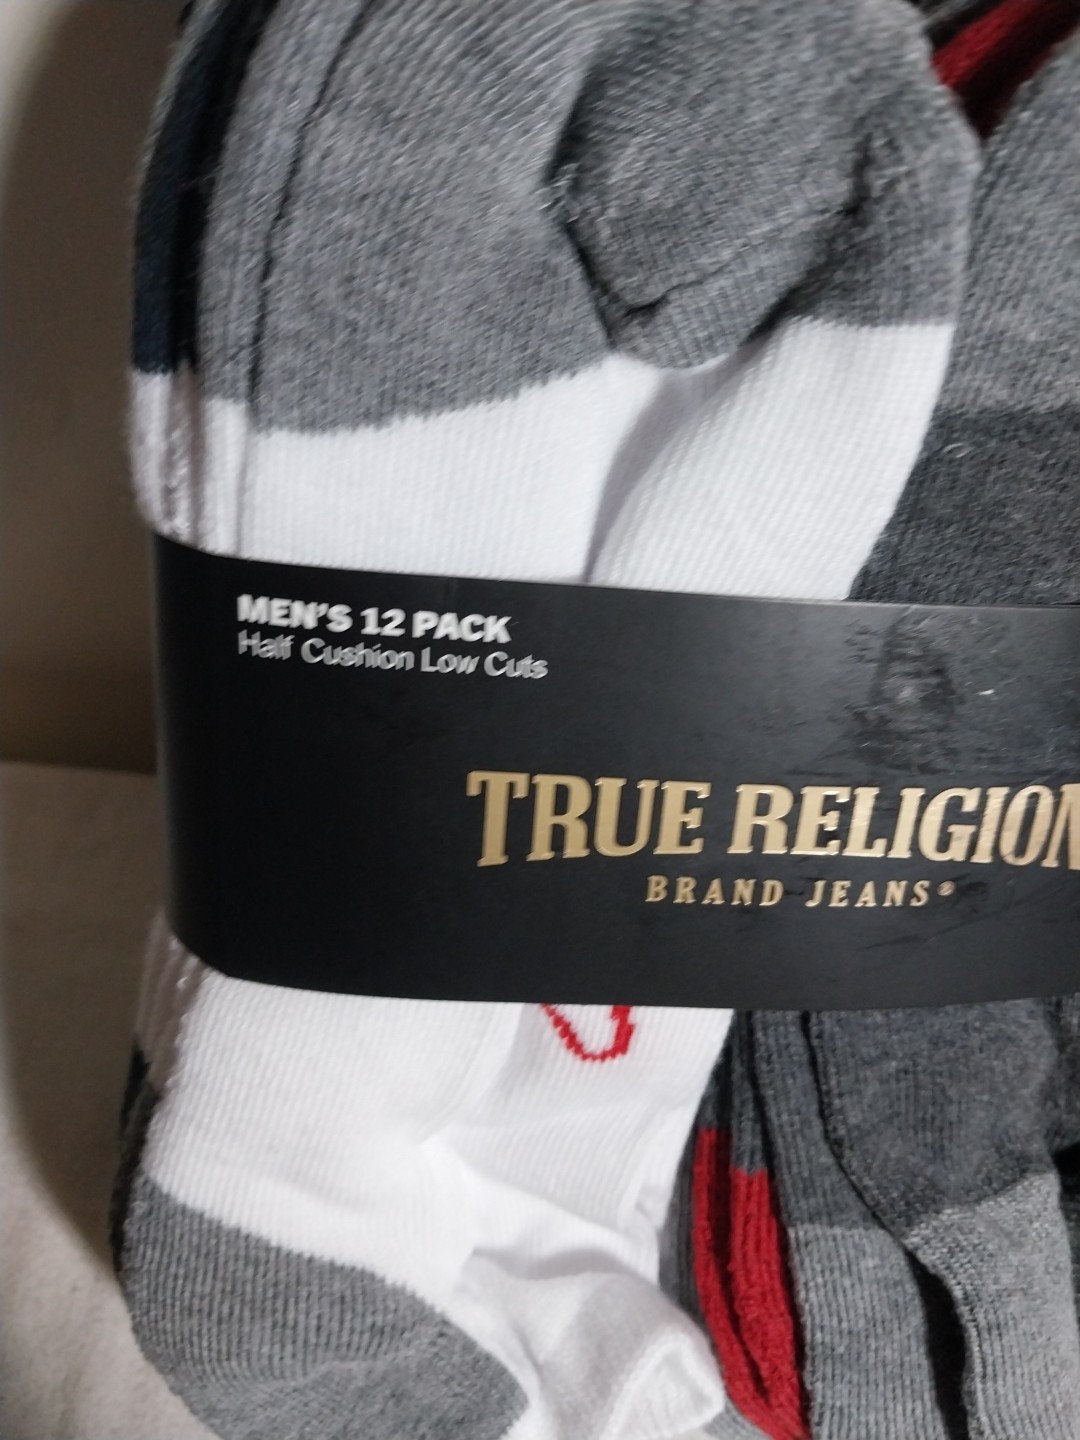 MEN'S 12 PACK
Half Cushion Low Cuts
TRUE RELIGION
BRAND JEANS®